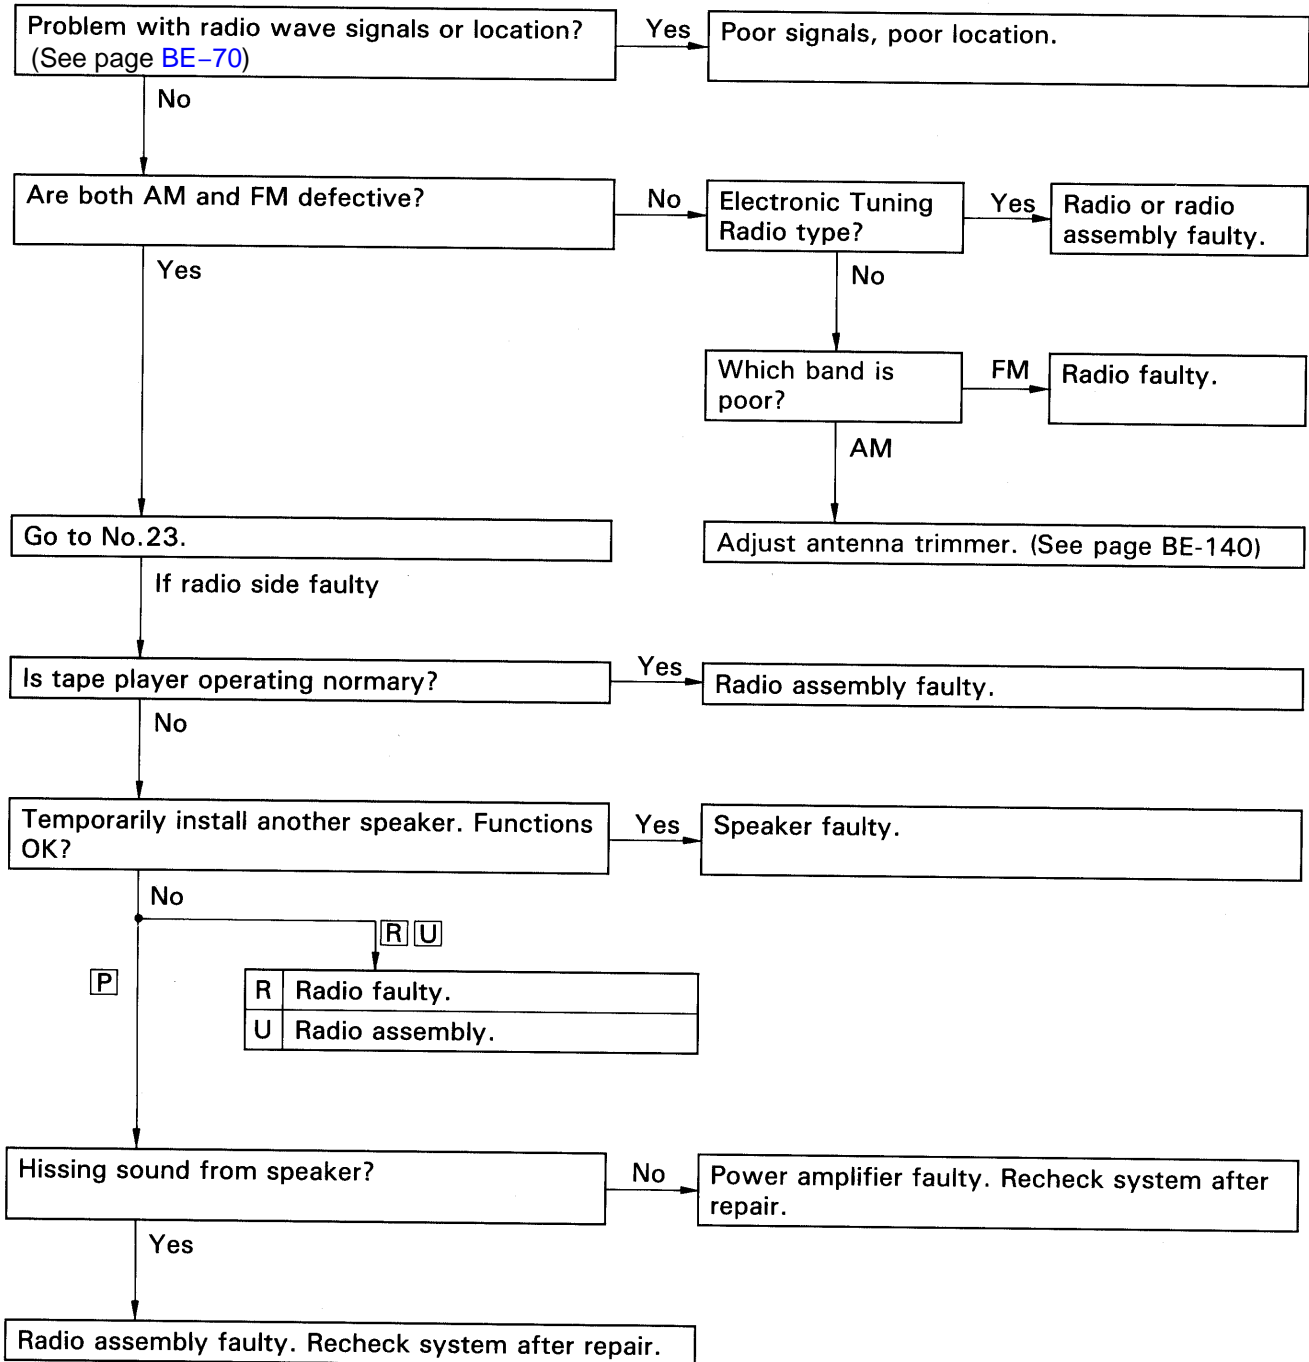 Problem with radio wave signals or location?
(See page BE–70)
Yes
Poor signals, poor location.
No
Are both AM and FM defective?
No
Electronic Tuning
Radio type?
Yes
Radio or radio
assembly faulty.
Yes
No
Which band is
poor?
FM
Radio faulty.
AM
Go to No.23.
Adjust antenna trimmer. (See page BE-140)
If radio side faulty
Is tape player operating normary?
Yes
Radio assembly faulty.
No
Temporarily install another speaker. Functions
OK?
Yes
Speaker faulty.
No
R U
P
R Radio faulty.
U Radio assembly.
Hissing sound from speaker?
No
Power amplifier faulty. Recheck system after
repair.
Yes
Radio assembly faulty. Recheck system after repair.